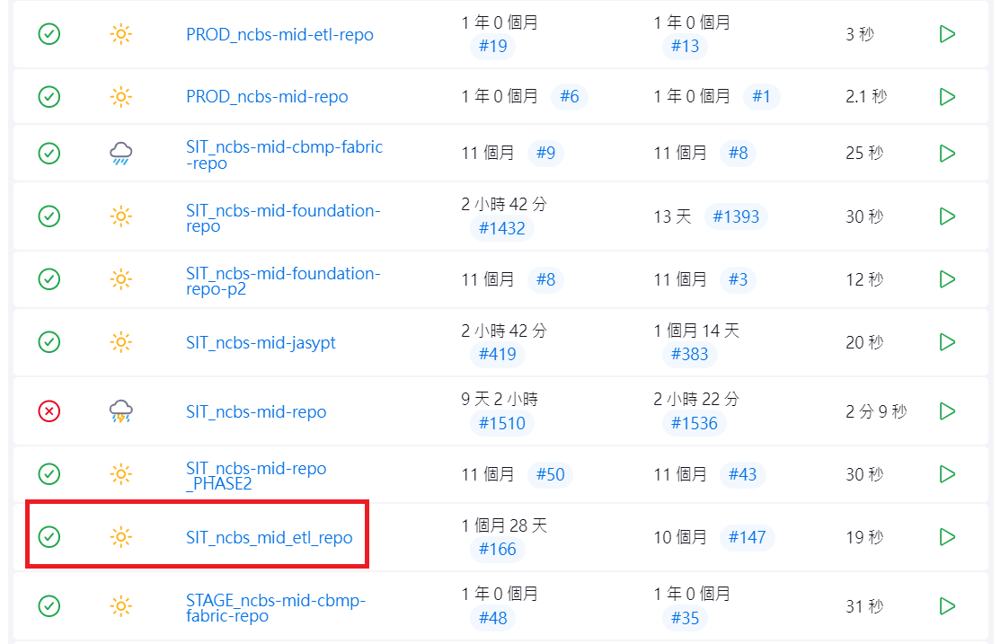 PROD_ncbs-mid-etl-repo
1 年 0 個月
#19
1 年 0 個月
#13
3 秒
PROD_ncbs-mid-repo
1 年 0 個月 #6
1 年 0 個月 #1
2.1 秒
SIT_ncbs-mid-cbmp-fabric
-repo
11 個月 #9
11 個月 #8
25 秒
SIT_ncbs-mid-foundation-
repo
2 小時 42 分
#1432
13 天 #1393
30 秒
SIT_ncbs-mid-foundation-
repo-p2
11 個月 #8
11 個月 #3
12 秒
SIT_ncbs-mid-jasypt
2 小時 42 分
#419
1 個月 14 天
#383
20 秒
SIT_ncbs-mid-repo
9 天 2 小時
#1510
2 小時 22 分
#1536
2 分 9 秒
SIT_ncbs-mid-repo
_PHASE2
11 個月 #50
11 個月 #43
30 秒
SIT_ncbs_mid_etl_repo
1 個月 28 天
#166
10 個月 #147
19 秒
STAGE_ncbs-mid-cbmp-
fabric-repo
1 年 0 個月
#48
1 年 0 個月
#35
31 秒